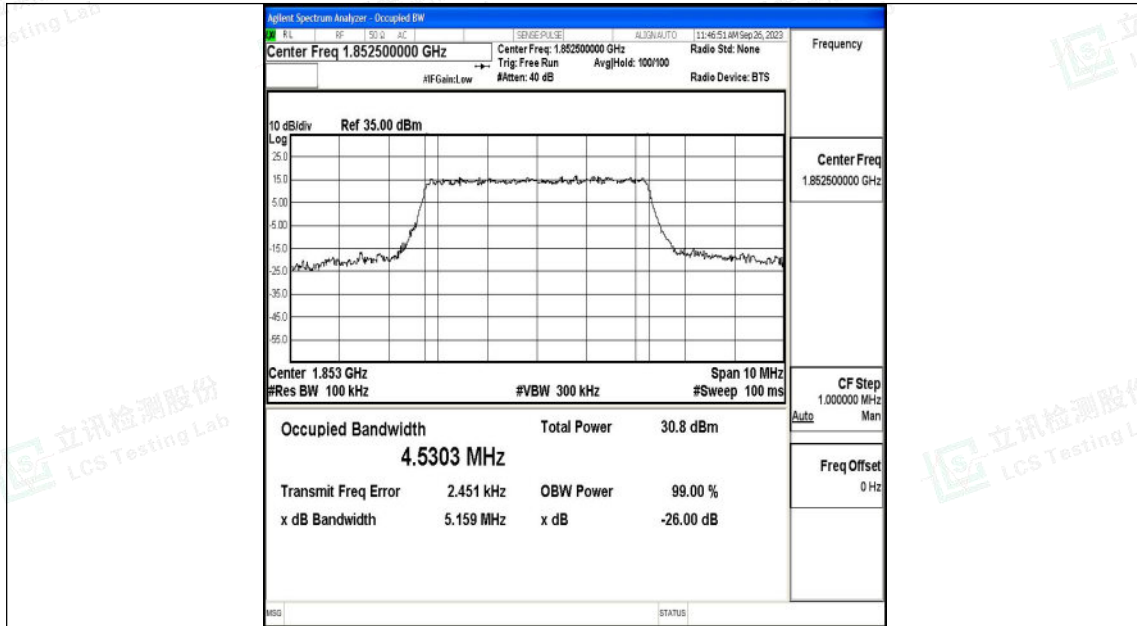 Agilent Spectrum Analyzer - Occupied BW
RL RF 50 Ω AC SENSE:PULSE ALIGNAUTO 11:46:51 AM Sep 26, 2023
Center Freq 1.852500000 GHz
Center Freq: 1.852500000 GHz
Radio Std: None
Trig: Free Run
Avg|Hold: 100/100
#IFGain:Low
#Atten: 40 dB
Radio Device: BTS
Frequency
10 dB/div
Ref 35.00 dBm
Log
25.0
15.0
5.00
-5.00
-15.0
-25.0
-35.0
-45.0
-55.0
Center 1.853 GHz
Span 10 MHz
#Res BW 100 kHz
#VBW 300 kHz
#Sweep 100 ms
Center Freq
1.852500000 GHz
CF Step
1.000000 MHz
Auto Man
Freq Offset
0 Hz
Occupied Bandwidth
Total Power 30.8 dBm
4.5303 MHz
Transmit Freq Error 2.451 kHz OBW Power 99.00 %
x dB Bandwidth 5.159 MHz x dB -26.00 dB
MSG STATUS
立讯检测股份
LCS Testing Lab
立讯检测股份
LCS Testing L
sting Lab
立